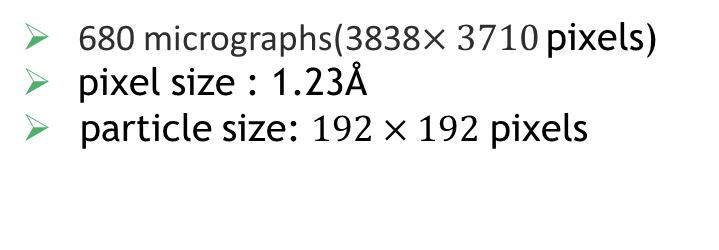 680 micrographs(3838× 3710 pixels)
pixel size : 1.23Å
particle size: 192 × 192 pixels